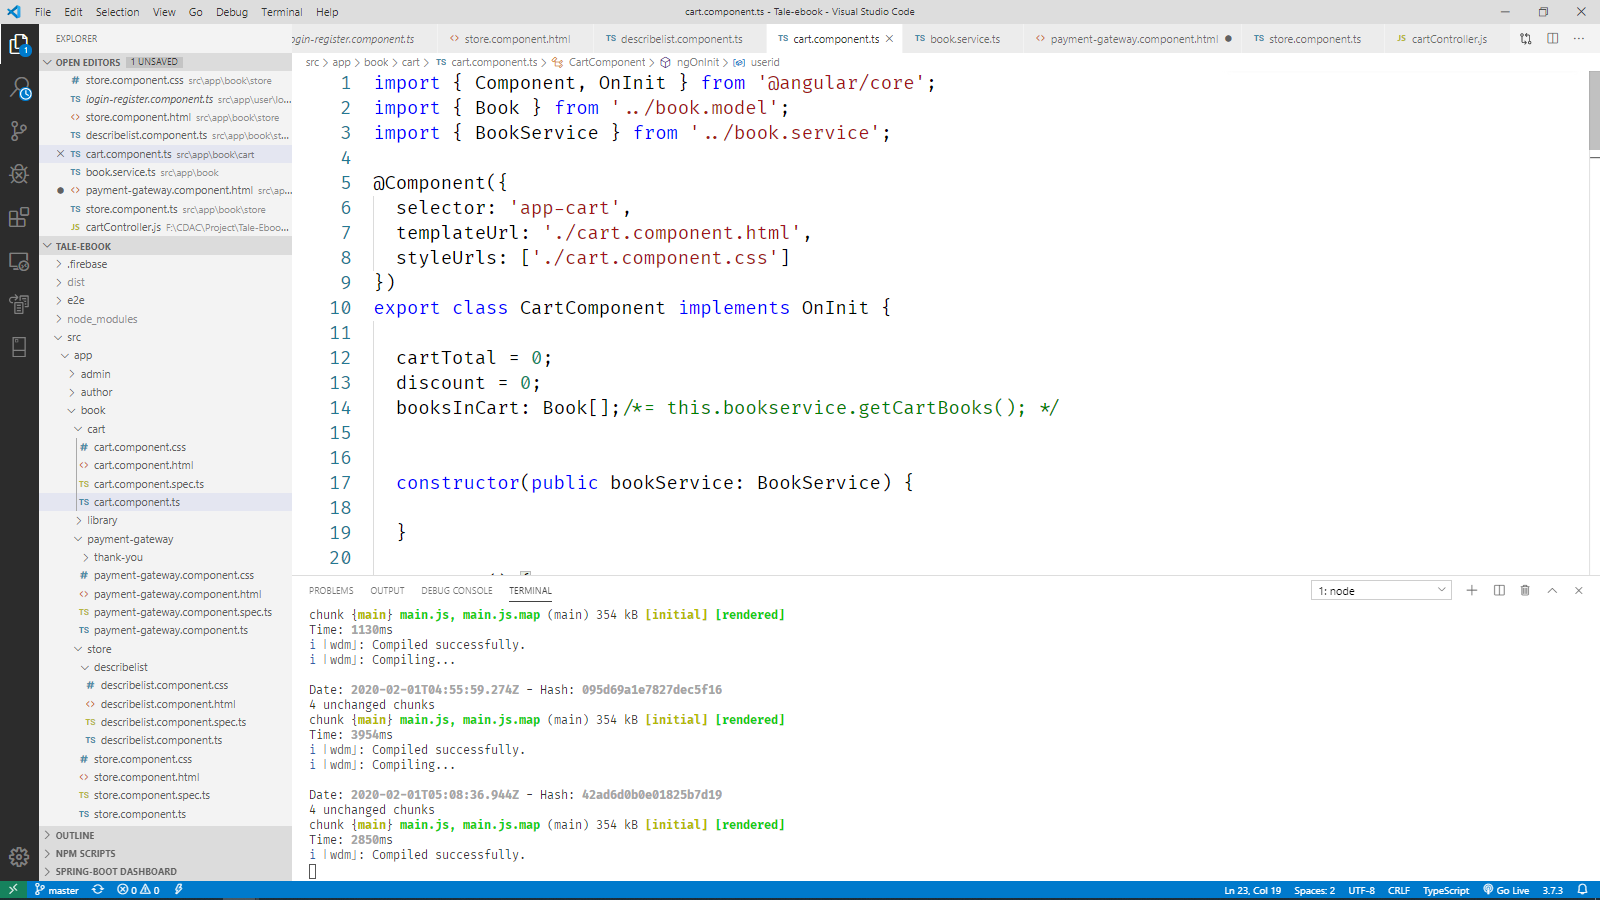 File Edit Selection View Go Debug Terminal Help
cart.component.ts - Tale-ebook - Visual Studio Code
EXPLORER
OPEN EDITORS 1 UNSAVED
# store.component.css src\app\book\store
TS login-register.component.ts src\app\user\lo...
<> store.component.html src\app\book\store
TS describelist.component.ts src\app\book\st...
TS cart.component.ts src\app\book\cart
TS book.service.ts src\app\book
<> payment-gateway.component.html src\ap...
TS store.component.ts src\app\book\store
JS cartController.js F:\CDAC\Project\Tale-Eboo...
TALE-EBOOK
.firebase
dist
e2e
node_modules
src
app
admin
author
book
cart
# cart.component.css
<> cart.component.html
TS cart.component.spec.ts
TS cart.component.ts
library
payment-gateway
thank-you
# payment-gateway.component.css
<> payment-gateway.component.html
TS payment-gateway.component.spec.ts
TS payment-gateway.component.ts
store
describelist
# describelist.component.css
<> describelist.component.html
TS describelist.component.spec.ts
TS describelist.component.ts
# store.component.css
<> store.component.html
TS store.component.spec.ts
TS store.component.ts
OUTLINE
NPM SCRIPTS
SPRING-BOOT DASHBOARD
ogin-register.component.ts <> store.component.html TS describelist.component.ts TS cart.component.ts TS book.service.ts <> payment-gateway.component.html TS store.component.ts JS cartController.js
src > app > book > cart > TS cart.component.ts > CartComponent > ngOnInit > userid
1 import { Component, OnInit } from '@angular/core';
2 import { Book } from '../book.model';
3 import { BookService } from '../book.service';
4
5 @Component({
6 selector: 'app-cart',
7 templateUrl: './cart.component.html',
8 styleUrls: ['./cart.component.css']
9 })
10 export class CartComponent implements OnInit {
11
12 cartTotal = 0;
13 discount = 0;
14 booksInCart: Book[];/*= this.bookservice.getCartBooks(); */
15
16
17 constructor(public bookService: BookService) {
18
19 }
20
PROBLEMS OUTPUT DEBUG CONSOLE TERMINAL
1: node
chunk {main} main.js, main.js.map (main) 354 kB [initial] [rendered]
Time: 1130ms
i ｢wdm｣: Compiled successfully.
i ｢wdm｣: Compiling...
Date: 2020-02-01T04:55:59.274Z - Hash: 095d69a1e7827dec5f16
4 unchanged chunks
chunk {main} main.js, main.js.map (main) 354 kB [initial] [rendered]
Time: 3954ms
i ｢wdm｣: Compiled successfully.
i ｢wdm｣: Compiling...
Date: 2020-02-01T05:08:36.944Z - Hash: 42ad6d0b0e01825b7d19
4 unchanged chunks
chunk {main} main.js, main.js.map (main) 354 kB [initial] [rendered]
Time: 2850ms
i ｢wdm｣: Compiled successfully.
master 0 0 Ln 23, Col 19 Spaces: 2 UTF-8 CRLF TypeScript Go Live 3.7.3